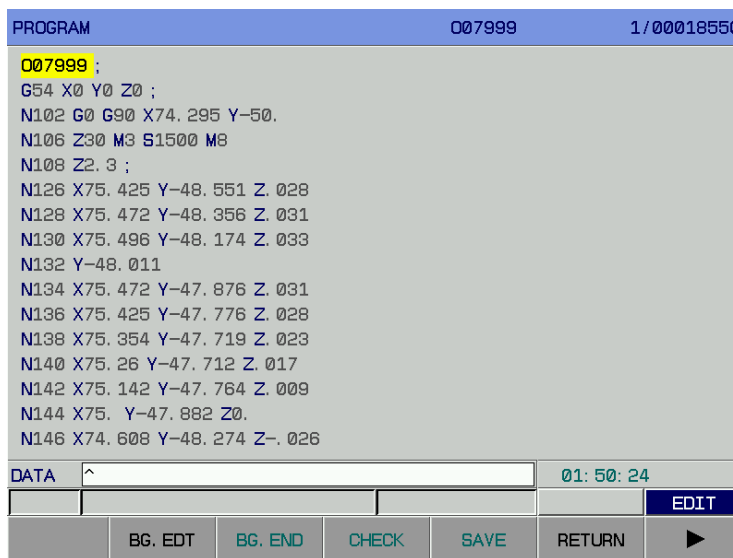 PROGRAM O07999 1/00018550
O07999 ;
G54 X0 Y0 Z0 ;
N102 G0 G90 X74. 295 Y-50.
N106 Z30 M3 S1500 M8
N108 Z2. 3 ;
N126 X75. 425 Y-48. 551 Z. 028
N128 X75. 472 Y-48. 356 Z. 031
N130 X75. 496 Y-48. 174 Z. 033
N132 Y-48. 011
N134 X75. 472 Y-47. 876 Z. 031
N136 X75. 425 Y-47. 776 Z. 028
N138 X75. 354 Y-47. 719 Z. 023
N140 X75. 26 Y-47. 712 Z. 017
N142 X75. 142 Y-47. 764 Z. 009
N144 X75. Y-47. 882 Z0.
N146 X74. 608 Y-48. 274 Z-. 026
DATA ^ 01: 50: 24
EDIT
BG. EDT BG. END CHECK SAVE RETURN ▶